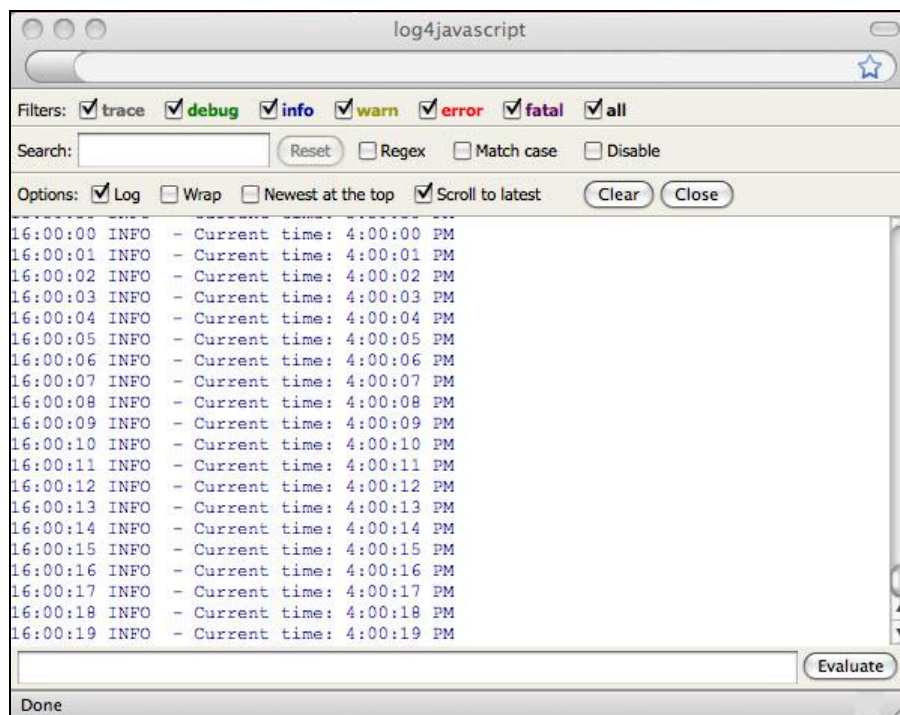 log4javascript
Filters: trace debug info warn error fatal all
Search: Reset Regex Match case Disable
Options: Log Wrap Newest at the top Scroll to latest Clear Close
16:00:00 INFO - Current time: 4:00:00 PM
16:00:01 INFO - Current time: 4:00:01 PM
16:00:02 INFO - Current time: 4:00:02 PM
16:00:03 INFO - Current time: 4:00:03 PM
16:00:04 INFO - Current time: 4:00:04 PM
16:00:05 INFO - Current time: 4:00:05 PM
16:00:06 INFO - Current time: 4:00:06 PM
16:00:07 INFO - Current time: 4:00:07 PM
16:00:08 INFO - Current time: 4:00:08 PM
16:00:09 INFO - Current time: 4:00:09 PM
16:00:10 INFO - Current time: 4:00:10 PM
16:00:11 INFO - Current time: 4:00:11 PM
16:00:12 INFO - Current time: 4:00:12 PM
16:00:13 INFO - Current time: 4:00:13 PM
16:00:14 INFO - Current time: 4:00:14 PM
16:00:15 INFO - Current time: 4:00:15 PM
16:00:16 INFO - Current time: 4:00:16 PM
16:00:17 INFO - Current time: 4:00:17 PM
16:00:18 INFO - Current time: 4:00:18 PM
16:00:19 INFO - Current time: 4:00:19 PM
Evaluate
Done